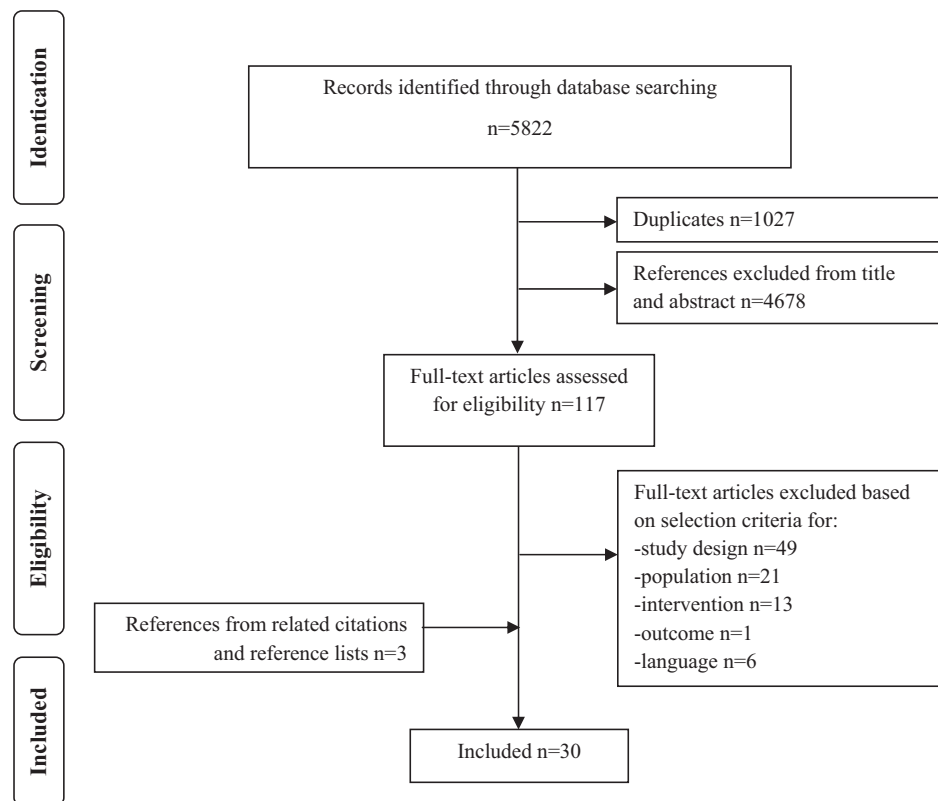 Identication
Records identified through database searching
n=5822
Screening
Duplicates n=1027
References excluded from title
and abstract n=4678
Full-text articles assessed
for eligibility n=117
Eligibility
Full-text articles excluded based
on selection criteria for:
-study design n=49
-population n=21
-intervention n=13
-outcome n=1
-language n=6
References from related citations
and reference lists n=3
Included
Included n=30